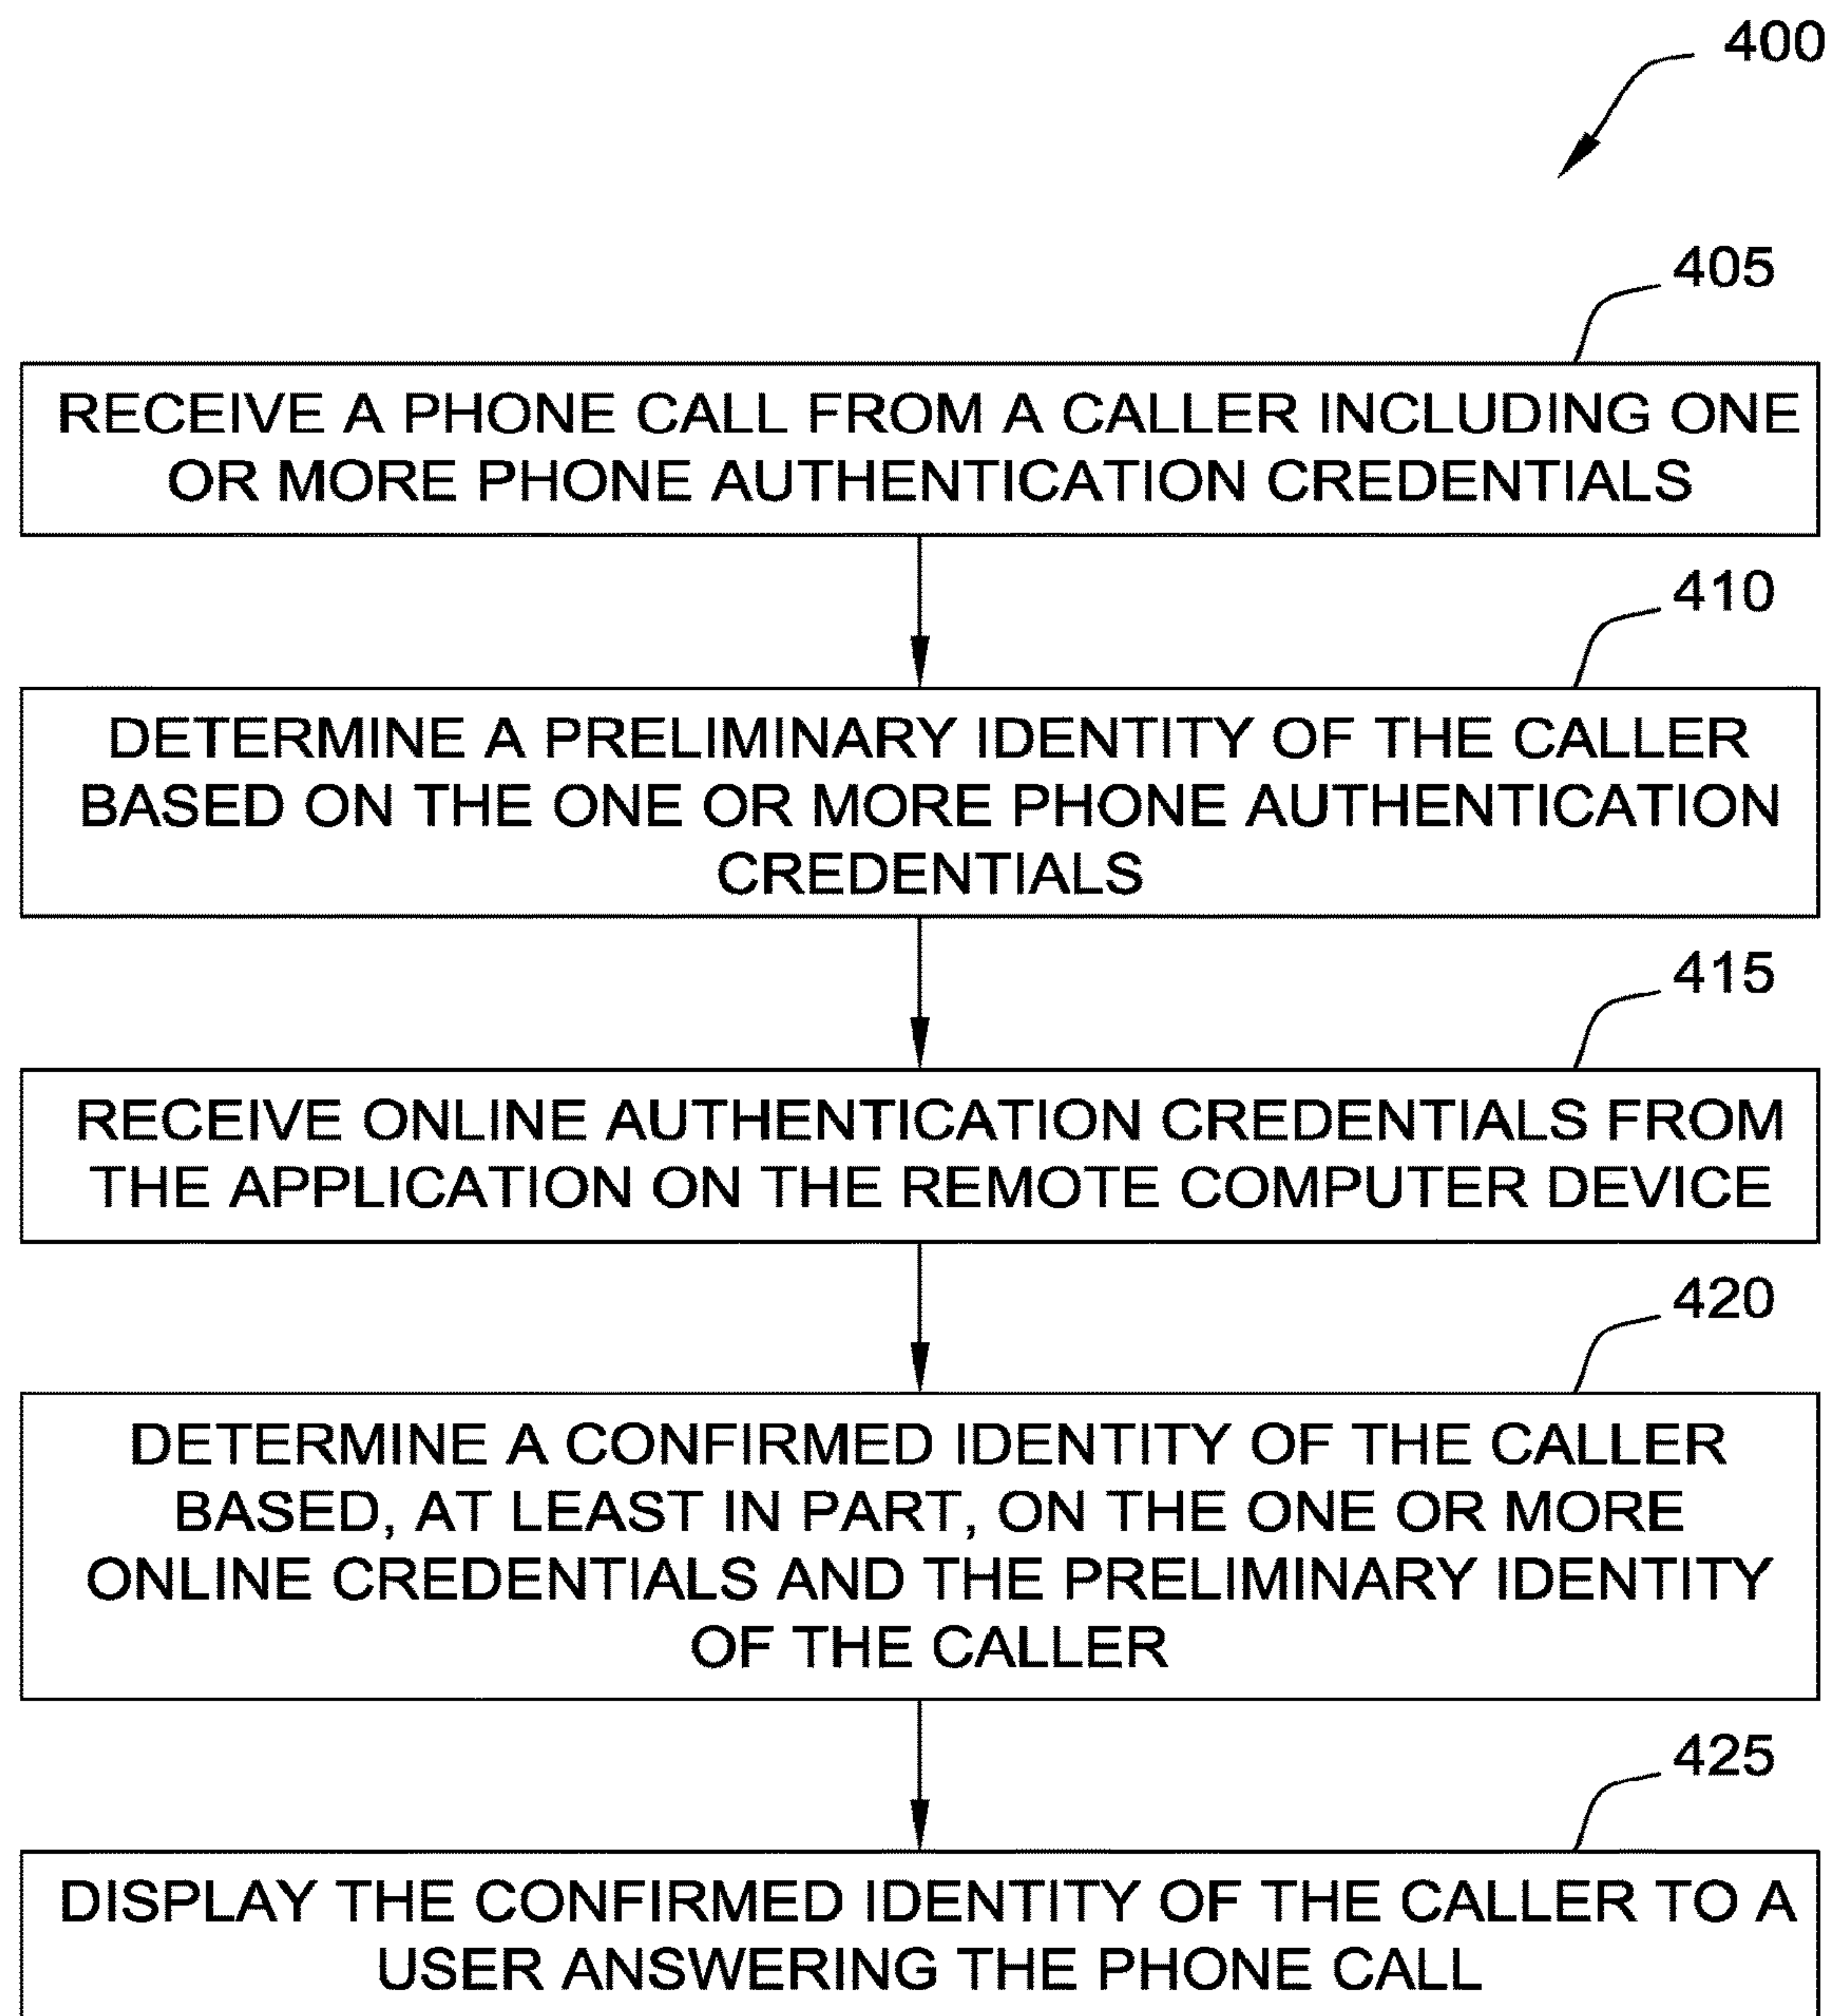 400
405
RECEIVE A PHONE CALL FROM A CALLER INCLUDING ONE
OR MORE PHONE AUTHENTICATION CREDENTIALS
410
DETERMINE A PRELIMINARY IDENTITY OF THE CALLER
BASED ON THE ONE OR MORE PHONE AUTHENTICATION
CREDENTIALS
415
RECEIVE ONLINE AUTHENTICATION CREDENTIALS FROM
THE APPLICATION ON THE REMOTE COMPUTER DEVICE
420
DETERMINE A CONFIRMED IDENTITY OF THE CALLER
BASED, AT LEAST IN PART, ON THE ONE OR MORE
ONLINE CREDENTIALS AND THE PRELIMINARY IDENTITY
OF THE CALLER
425
DISPLAY THE CONFIRMED IDENTITY OF THE CALLER TO A
USER ANSWERING THE PHONE CALL